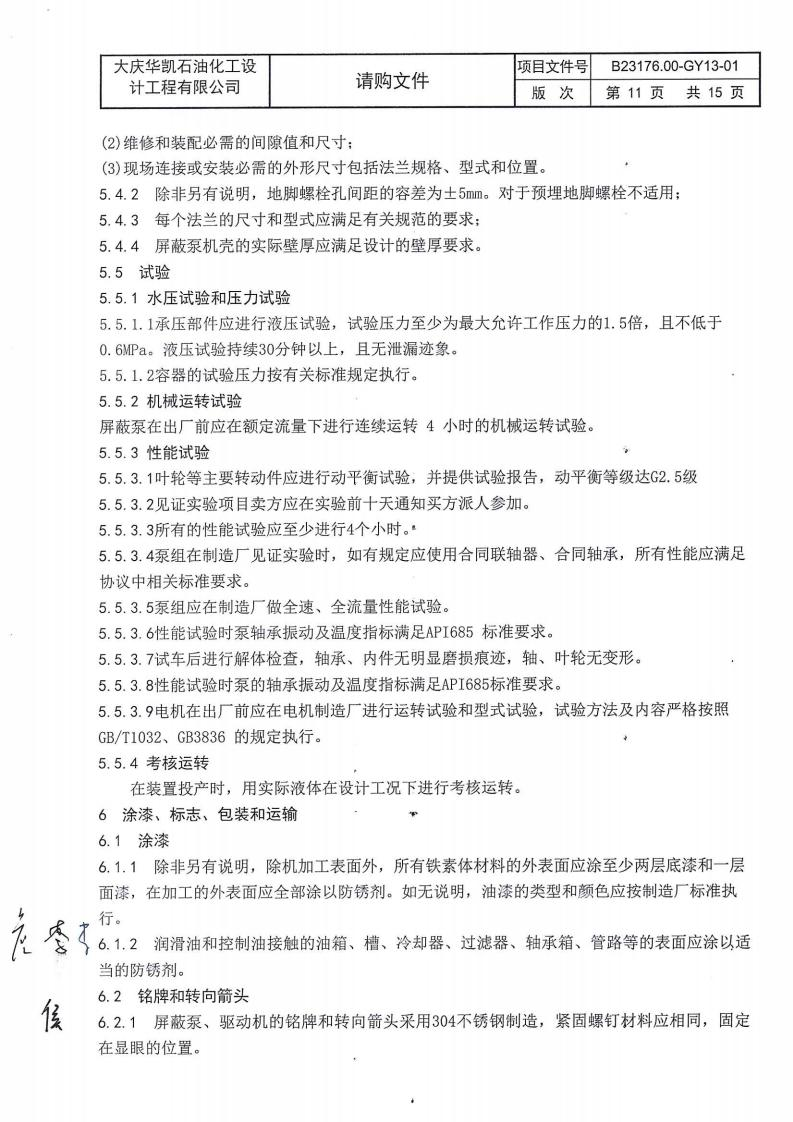 大庆华凯石油化工设
计工程有限公司
请购文件
项目文件号
B23176.00-GY13-01
版 次
第 11 页 共 15 页
(2)维修和装配必需的间隙值和尺寸；
(3)现场连接或安装必需的外形尺寸包括法兰规格、型式和位置。
5.4.2 除非另有说明，地脚螺栓孔间距的容差为±5mm。对于预埋地脚螺栓不适用；
5.4.3 每个法兰的尺寸和型式应满足有关规范的要求；
5.4.4 屏蔽泵机壳的实际壁厚应满足设计的壁厚要求。
5.5 试验
5.5.1 水压试验和压力试验
5.5.1.1承压部件应进行液压试验，试验压力至少为最大允许工作压力的1.5倍，且不低于
0.6MPa。液压试验持续30分钟以上，且无泄漏迹象。
5.5.1.2容器的试验压力按有关标准规定执行。
5.5.2 机械运转试验
屏蔽泵在出厂前应在额定流量下进行连续运转 4 小时的机械运转试验。
5.5.3 性能试验
5.5.3.1叶轮等主要转动件应进行动平衡试验，并提供试验报告，动平衡等级达G2.5级
5.5.3.2见证实验项目卖方应在实验前十天通知买方派人参加。
5.5.3.3所有的性能试验应至少进行4个小时。
5.5.3.4泵组在制造厂见证实验时，如有规定应使用合同联轴器、合同轴承，所有性能应满足
协议中相关标准要求。
5.5.3.5泵组应在制造厂做全速、全流量性能试验。
5.5.3.6性能试验时泵轴承振动及温度指标满足API685 标准要求。
5.5.3.7试车后进行解体检查，轴承、内件无明显磨损痕迹，轴、叶轮无变形。
5.5.3.8性能试验时泵的轴承振动及温度指标满足API685标准要求。
5.5.3.9电机在出厂前应在电机制造厂进行运转试验和型式试验，试验方法及内容严格按照
GB/T1032、GB3836 的规定执行。
5.5.4 考核运转
在装置投产时，用实际液体在设计工况下进行考核运转。
6 涂漆、标志、包装和运输
6.1 涂漆
6.1.1 除非另有说明，除机加工表面外，所有铁素体材料的外表面应涂至少两层底漆和一层
面漆，在加工的外表面应全部涂以防锈剂。如无说明，油漆的类型和颜色应按制造厂标准执
行。
6.1.2 润滑油和控制油接触的油箱、槽、冷却器、过滤器、轴承箱、管路等的表面应涂以适
当的防锈剂。
6.2 铭牌和转向箭头
6.2.1 屏蔽泵、驱动机的铭牌和转向箭头采用304不锈钢制造，紧固螺钉材料应相同，固定
在显眼的位置。